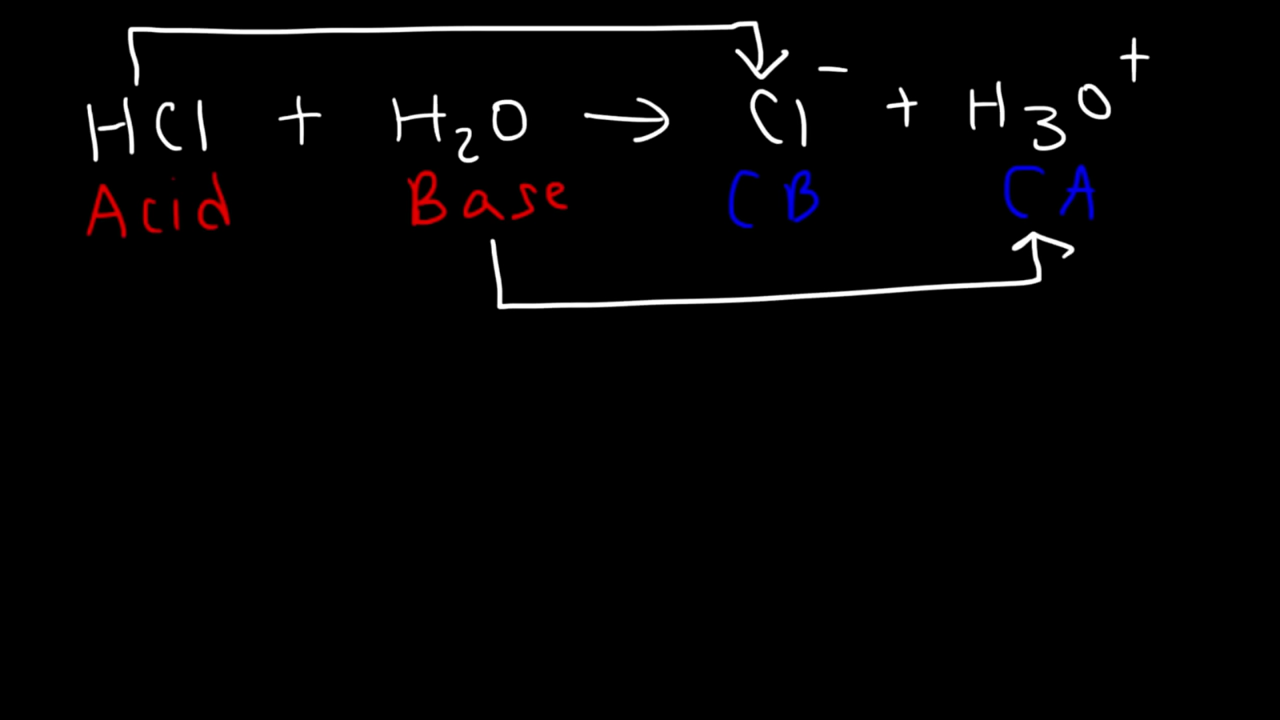 HCl + H₂O → Cl⁻ + H₃O⁺
Acid Base CB CA